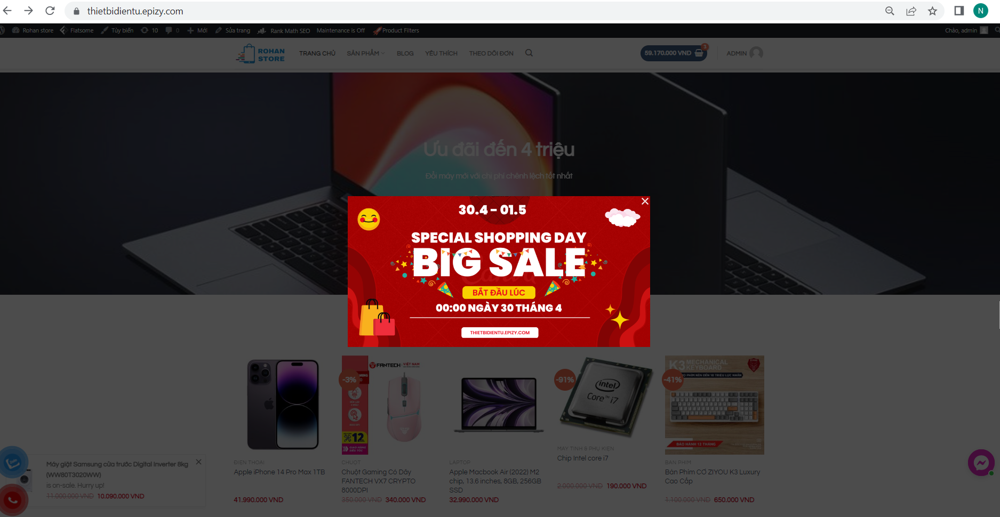 thietbidientu.epizy.com
N
Rohan store Flatsome Tùy biến 10 0 Mới Sửa trang Rank Math SEO Maintenance is Off Product Filters Chào, admin
ROHAN
STORE
TRANG CHỦ SẢN PHẨM BLOG YÊU THÍCH THEO DÕI ĐƠN 59.170.000 VND 3 ADMIN
Ưu đãi đến 4 triệu
Đổi máy mới với chi phí chênh lệch tốt nhất
30.4 - 01.5
SPECIAL SHOPPING DAY
BIG SALE
BẮT ĐẦU LÚC
00:00 NGÀY 30 THÁNG 4
THIETBIDIENTU.EPIZY.COM
-3%
FANTECH VIỆT NAM
12
-91%
intel
Core™ i7
-41%
K3 MECHANICAL
KEYBOARD
BẢO HÀNH 12 THÁNG
ĐIỆN THOẠI
Apple iPhone 14 Pro Max 1TB
41.990.000 VND
CHUỘT
Chuột Gaming Có Dây
FANTECH VX7 CRYPTO
8000DPI
350.000 VND 340.000 VND
LAPTOP
Apple Macbook Air (2022) M2
chip, 13.6 inches, 8GB, 256GB
SSD
32.990.000 VND
MÁY TÍNH & PHỤ KIỆN
Chip Intel core i7
2.000.000 VND 190.000 VND
BÀN PHÍM
Bàn Phím CƠ ZIYOU K3 Luxury
Cao Cấp
1.100.000 VND 650.000 VND
Máy giặt Samsung cửa trước Digital Inverter 8kg
(WW80T3020WW)
is on-sale. Hurry up!
11.000.000 VND 10.090.000 VND